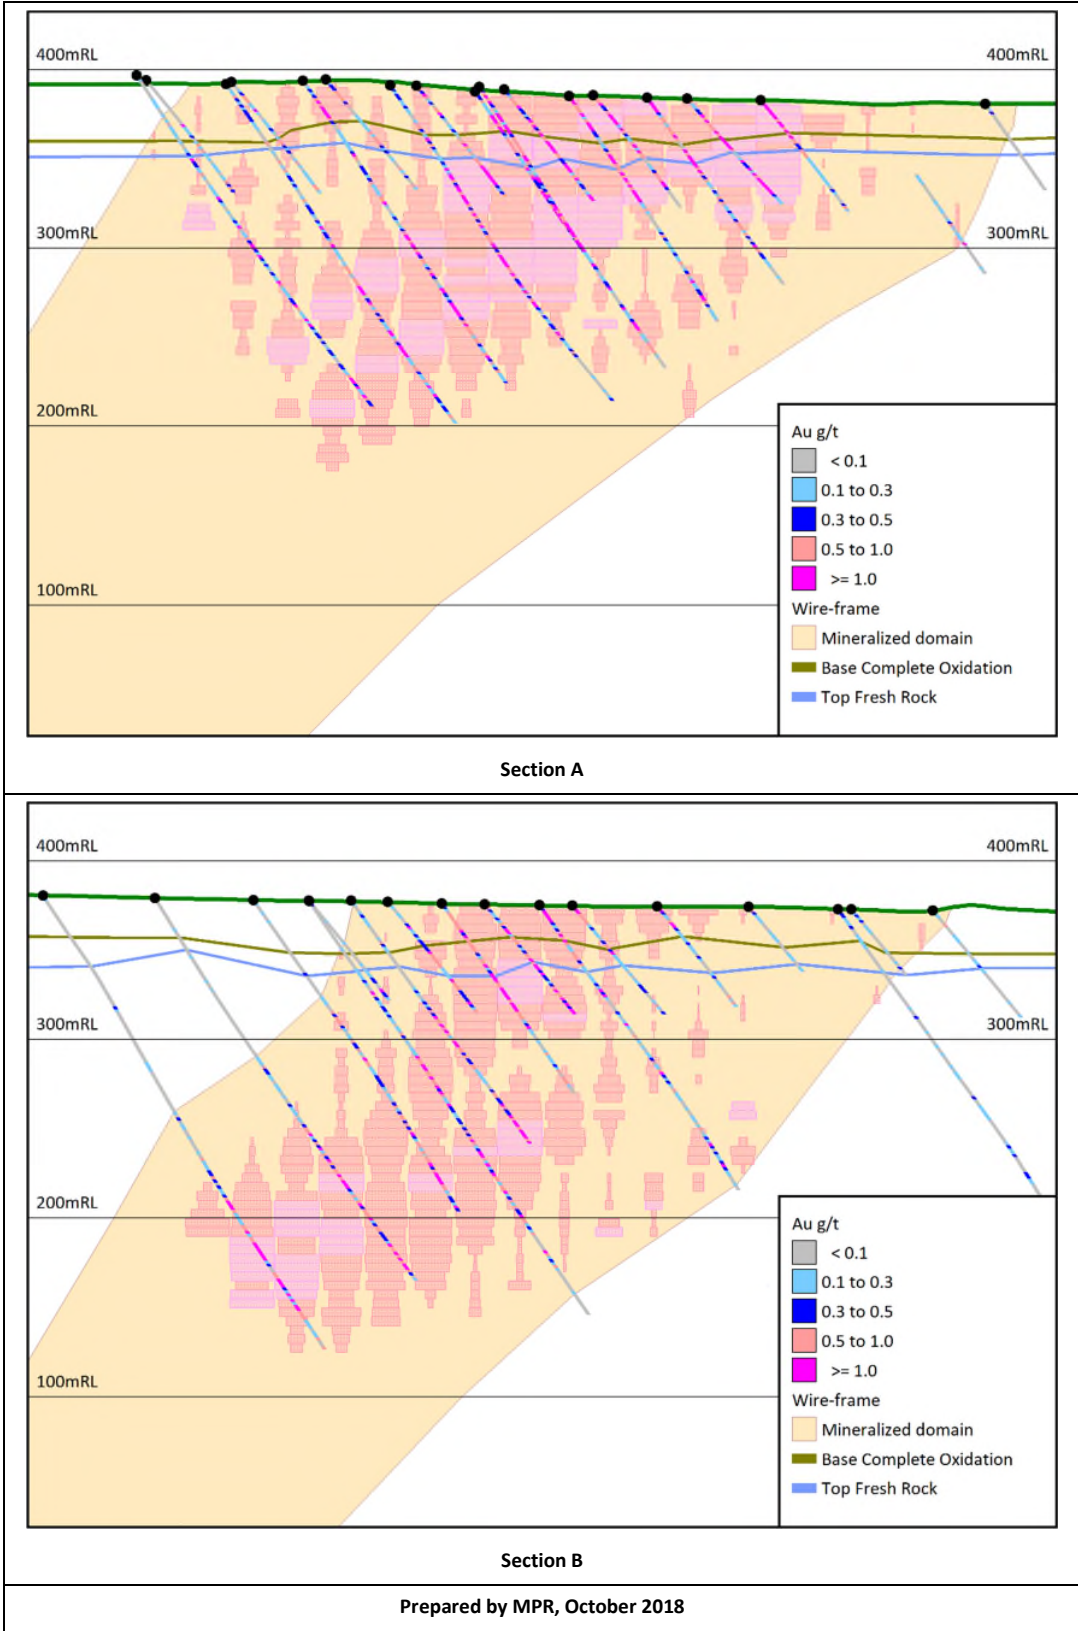 400mRL 400mRL
300mRL 300mRL
200mRL
100mRL
Au g/t
< 0.1
0.1 to 0.3
0.3 to 0.5
0.5 to 1.0
>= 1.0
Wire-frame
Mineralized domain
Base Complete Oxidation
Top Fresh Rock
Section A
400mRL 400mRL
300mRL 300mRL
200mRL
100mRL
Au g/t
< 0.1
0.1 to 0.3
0.3 to 0.5
0.5 to 1.0
>= 1.0
Wire-frame
Mineralized domain
Base Complete Oxidation
Top Fresh Rock
Section B
Prepared by MPR, October 2018